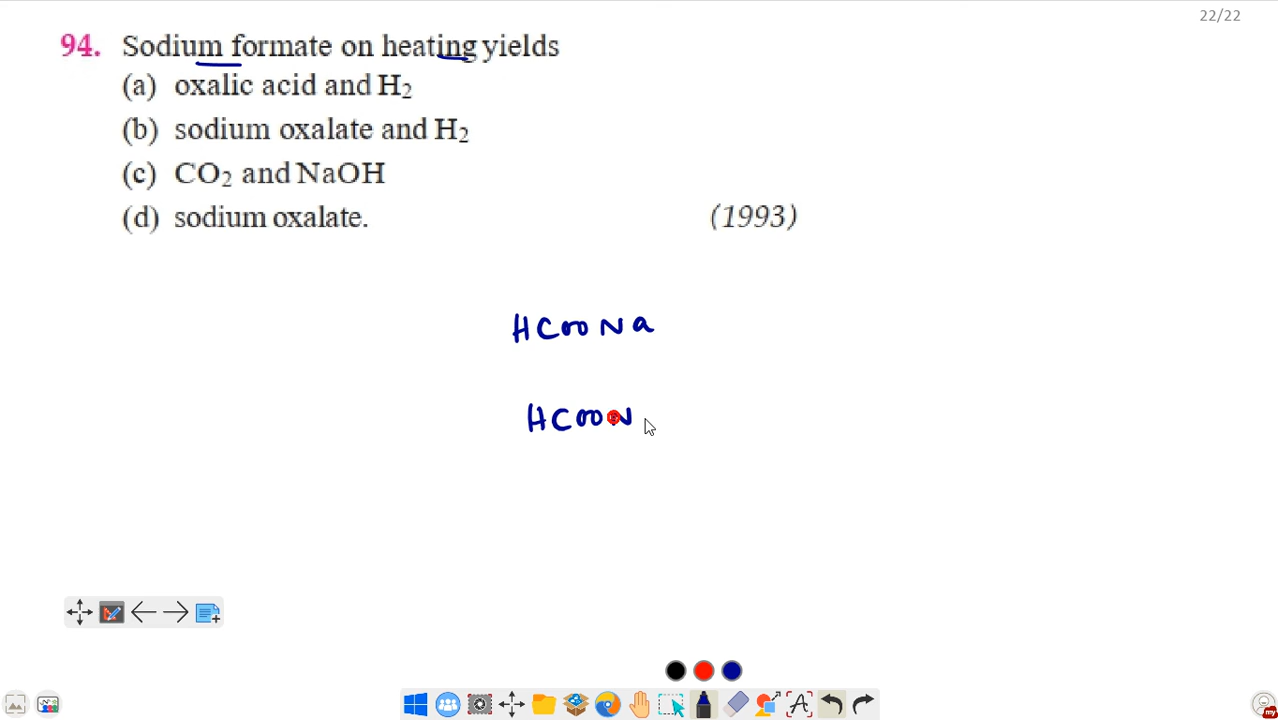 22/22
94. Sodium formate on heating yields
(a) oxalic acid and H₂
(b) sodium oxalate and H₂
(c) CO₂ and NaOH
(d) sodium oxalate. (1993)
HCOONa
HCOON
A
my